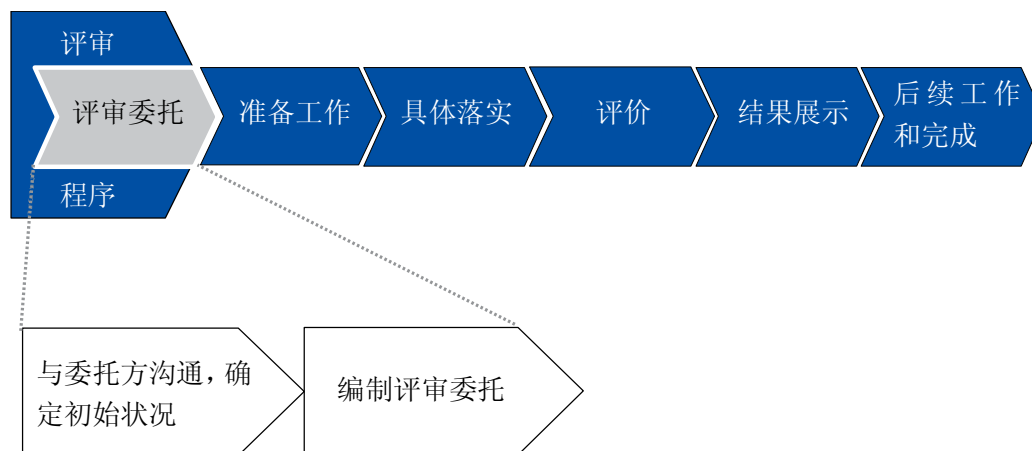 评审
评审委托
准备工作
具体落实
评价
结果展示
后续工作
和完成
程序
与委托方沟通，确
定初始状况
编制评审委托